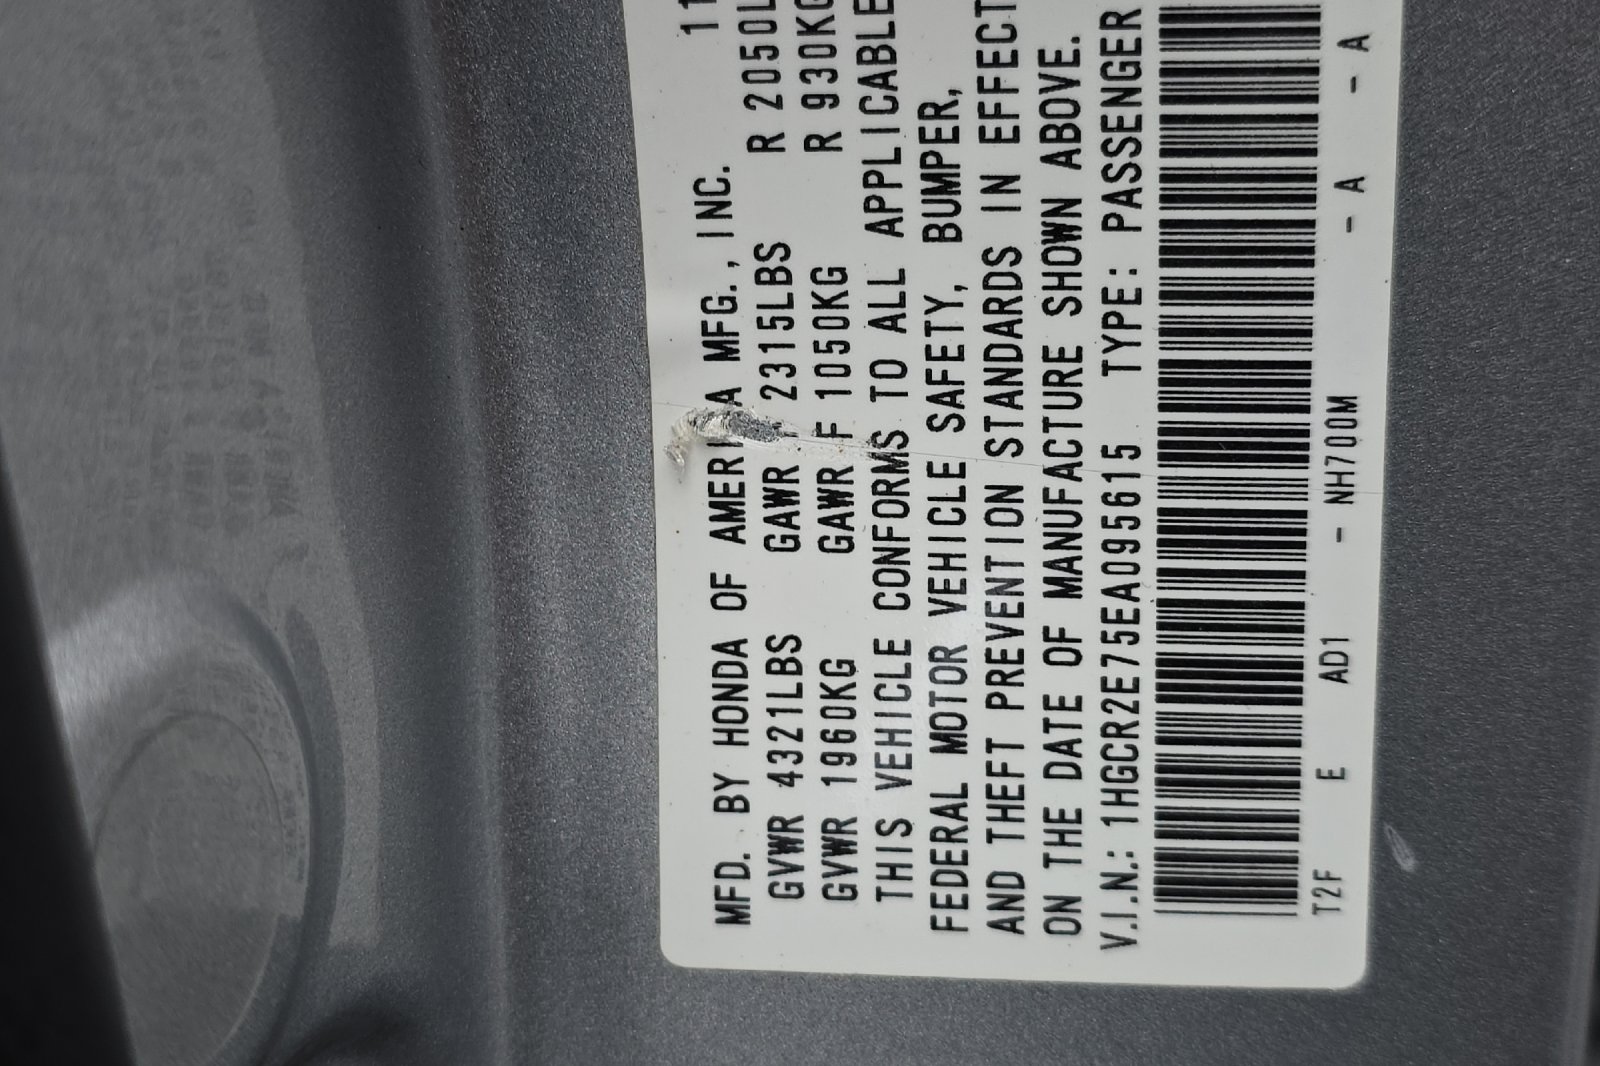 MFD. BY HONDA OF AMERICA MFG., INC. 11
GVWR 4321LBS GAWR F 2315LBS R 2050L
GVWR 1960KG GAWR F 1050KG R 930KG
THIS VEHICLE CONFORMS TO ALL APPLICABLE
FEDERAL MOTOR VEHICLE SAFETY, BUMPER,
AND THEFT PREVENTION STANDARDS IN EFFECT
ON THE DATE OF MANUFACTURE SHOWN ABOVE.
V.I.N.: 1HGCR2E75EA095615 TYPE: PASSENGER
T2F E AD1 - NH700M - A - A